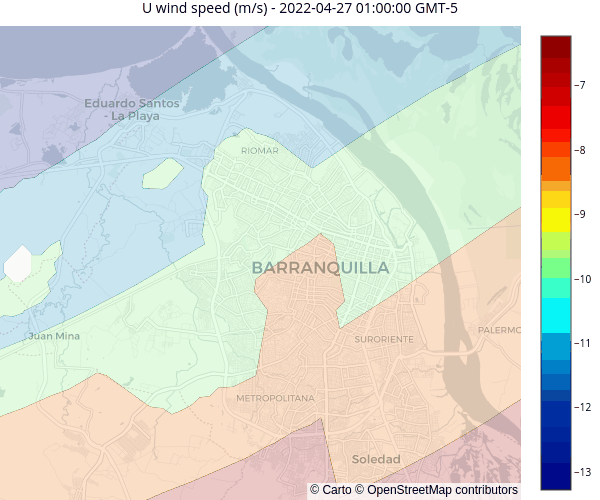 U wind speed (m/s) - 2022-04-27 01:00:00 GMT-5
−7
Eduardo Santos
- La Playa
RIOMAR
−8
−9
BARRANQUILLA
−10
Juan Mina
SURORIENTE
PALERMO
−11
METROPOLITANA
−12
Soledad
−13
© Carto © OpenStreetMap contributors